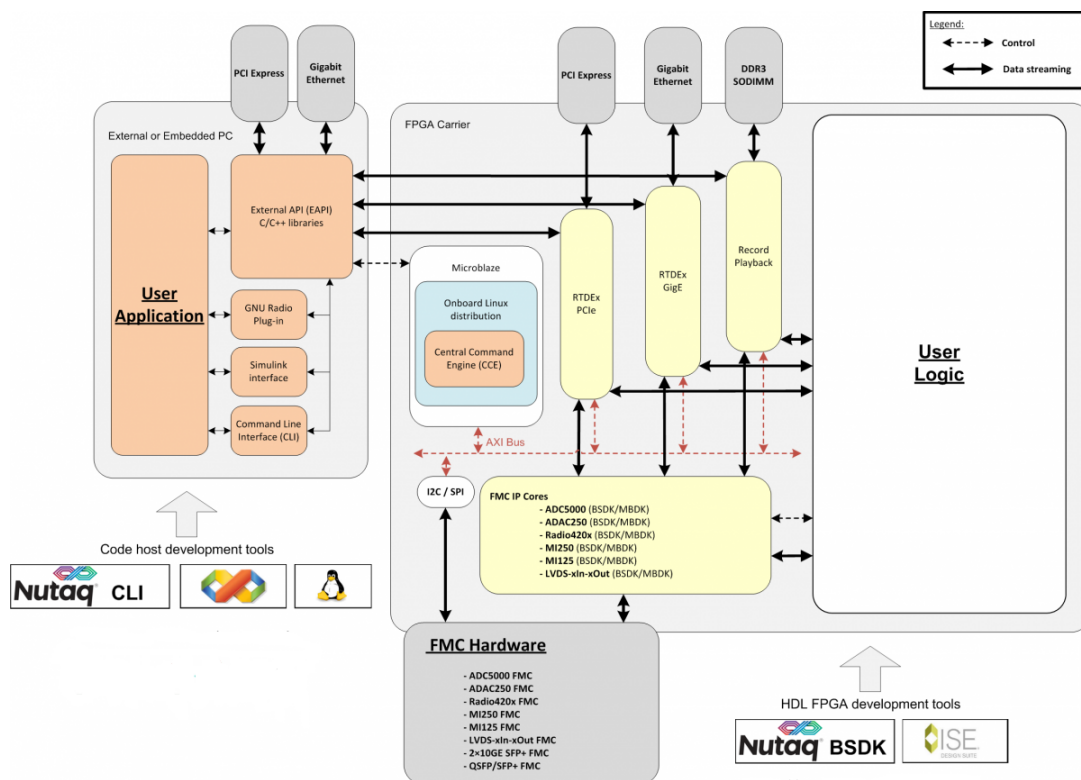 Legend:
Control
Data streaming
PCI Express
Gigabit
Ethernet
PCI Express
Gigabit
Ethernet
DDR3
SODIMM
External or Embedded PC
User
Application
External API (EAPI)
C/C++ libraries
GNU Radio
Plug-in
Simulink
interface
Command Line
Interface (CLI)
FPGA Carrier
Microblaze
Onboard Linux
distribution
Central Command
Engine (CCE)
RTDEx
PCIe
RTDEx
GigE
Record
Playback
User
Logic
AXI Bus
I2C / SPI
FMC IP Cores
- ADC5000 (BSDK/MBDK)
- ADAC250 (BSDK/MBDK)
- Radio420x (BSDK/MBDK)
- MI250 (BSDK/MBDK)
- MI125 (BSDK/MBDK)
- LVDS-xIn-xOut (BSDK/MBDK)
Code host development tools
Nutaq CLI
FMC Hardware
- ADC5000 FMC
- ADAC250 FMC
- Radio420x FMC
- MI250 FMC
- MI125 FMC
- LVDS-xIn-xOut FMC
- 2×10GE SFP+ FMC
- QSFP/SFP+ FMC
HDL FPGA development tools
Nutaq BSDK
ISE
DESIGN SUITE